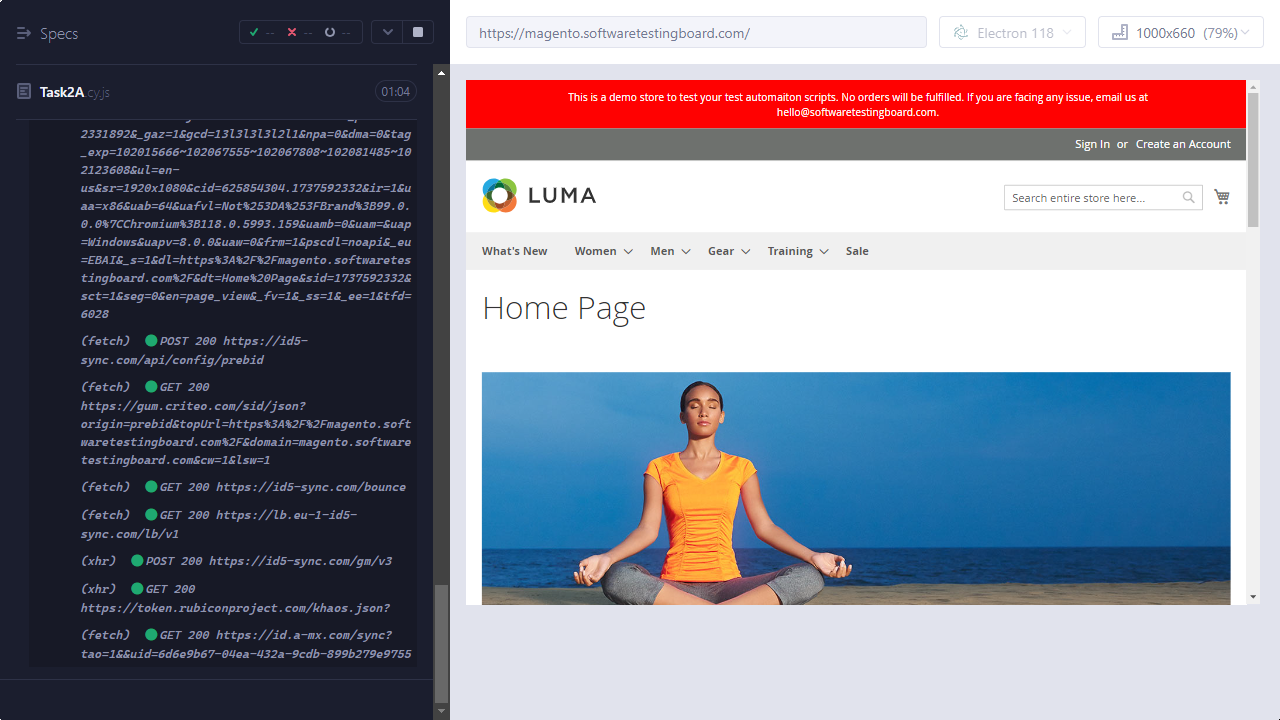 Specs
-- -- --
https://magento.softwaretestingboard.com/
Electron 118
1000x660 (79%)
Task2A.cy.js
01:04
2331892&_gaz=1&gcd=13l3l3l3l2l1&npa=0&dma=0&tag
_exp=102015666~102067555~102067808~102081485~10
2123608&ul=en-
us&sr=1920x1080&cid=625854304.1737592332&ir=1&u
aa=x86&uab=64&uafvl=Not%253DA%253FBrand%3B99.0.
0.0%7CChromium%3B118.0.5993.159&uamb=0&uam=&uap
=Windows&uapv=8.0.0&uaw=0&frm=1&pscdl=noapi&_eu
=EBAI&_s=1&dl=https%3A%2F%2Fmagento.softwaretes
tingboard.com%2F&dt=Home%20Page&sid=1737592332&
sct=1&seg=0&en=page_view&_fv=1&_ss=1&_ee=1&tfd=
6028
(fetch) POST 200 https://id5-
sync.com/api/config/prebid
(fetch) GET 200
https://gum.criteo.com/sid/json?
origin=prebid&topUrl=https%3A%2F%2Fmagento.soft
waretestingboard.com%2F&domain=magento.software
testingboard.com&cw=1&lsw=1
(fetch) GET 200 https://id5-sync.com/bounce
(fetch) GET 200 https://lb.eu-1-id5-
sync.com/lb/v1
(xhr) POST 200 https://id5-sync.com/gm/v3
(xhr) GET 200
https://token.rubiconproject.com/khaos.json?
(fetch) GET 200 https://id.a-mx.com/sync?
tao=1&&uid=6d6e9b67-04ea-432a-9cdb-899b279e9755
This is a demo store to test your test automaiton scripts. No orders will be fulfilled. If you are facing any issue, email us at
hello@softwaretestingboard.com.
Sign In or Create an Account
LUMA
Search entire store here...
What's New Women Men Gear Training Sale
Home Page